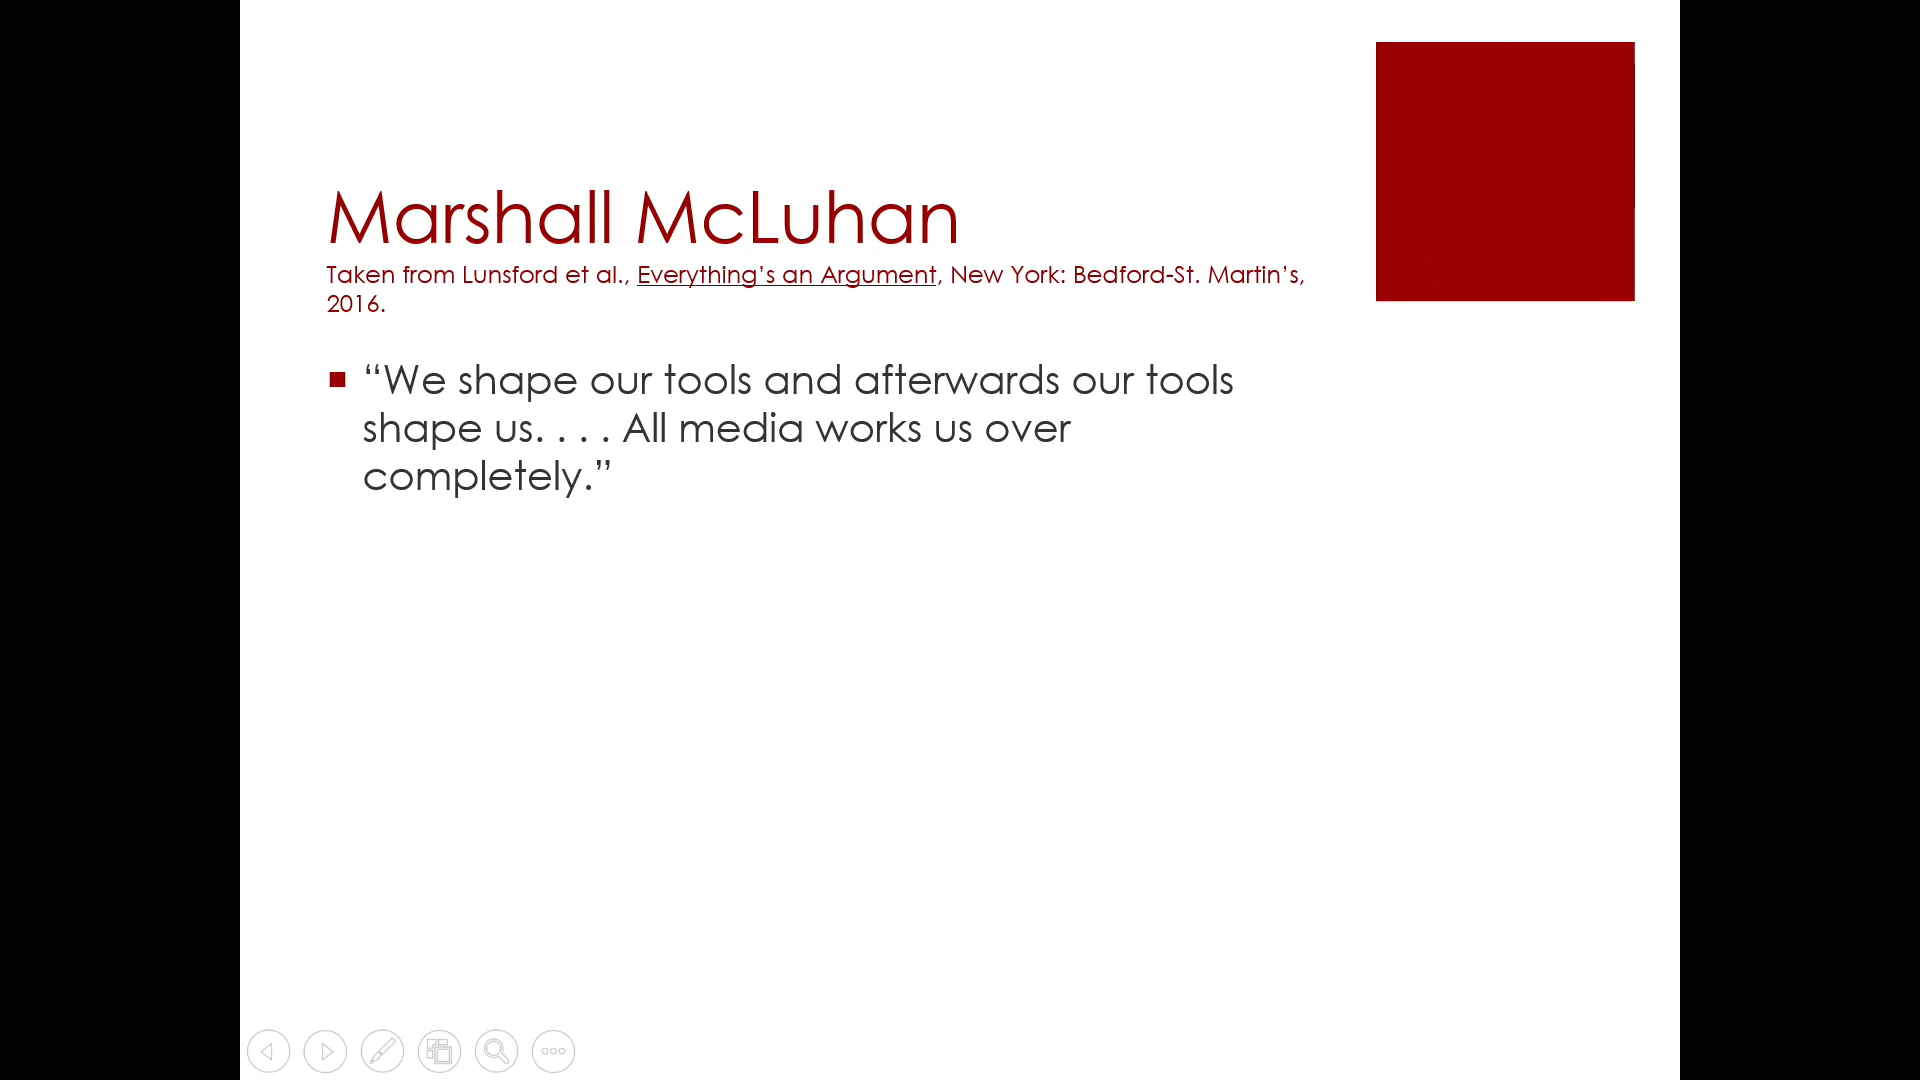 Marshall McLuhan
Taken from Lunsford et al., Everything’s an Argument, New York: Bedford-St. Martin’s,
2016.
“We shape our tools and afterwards our tools
shape us. . . . All media works us over
completely.”